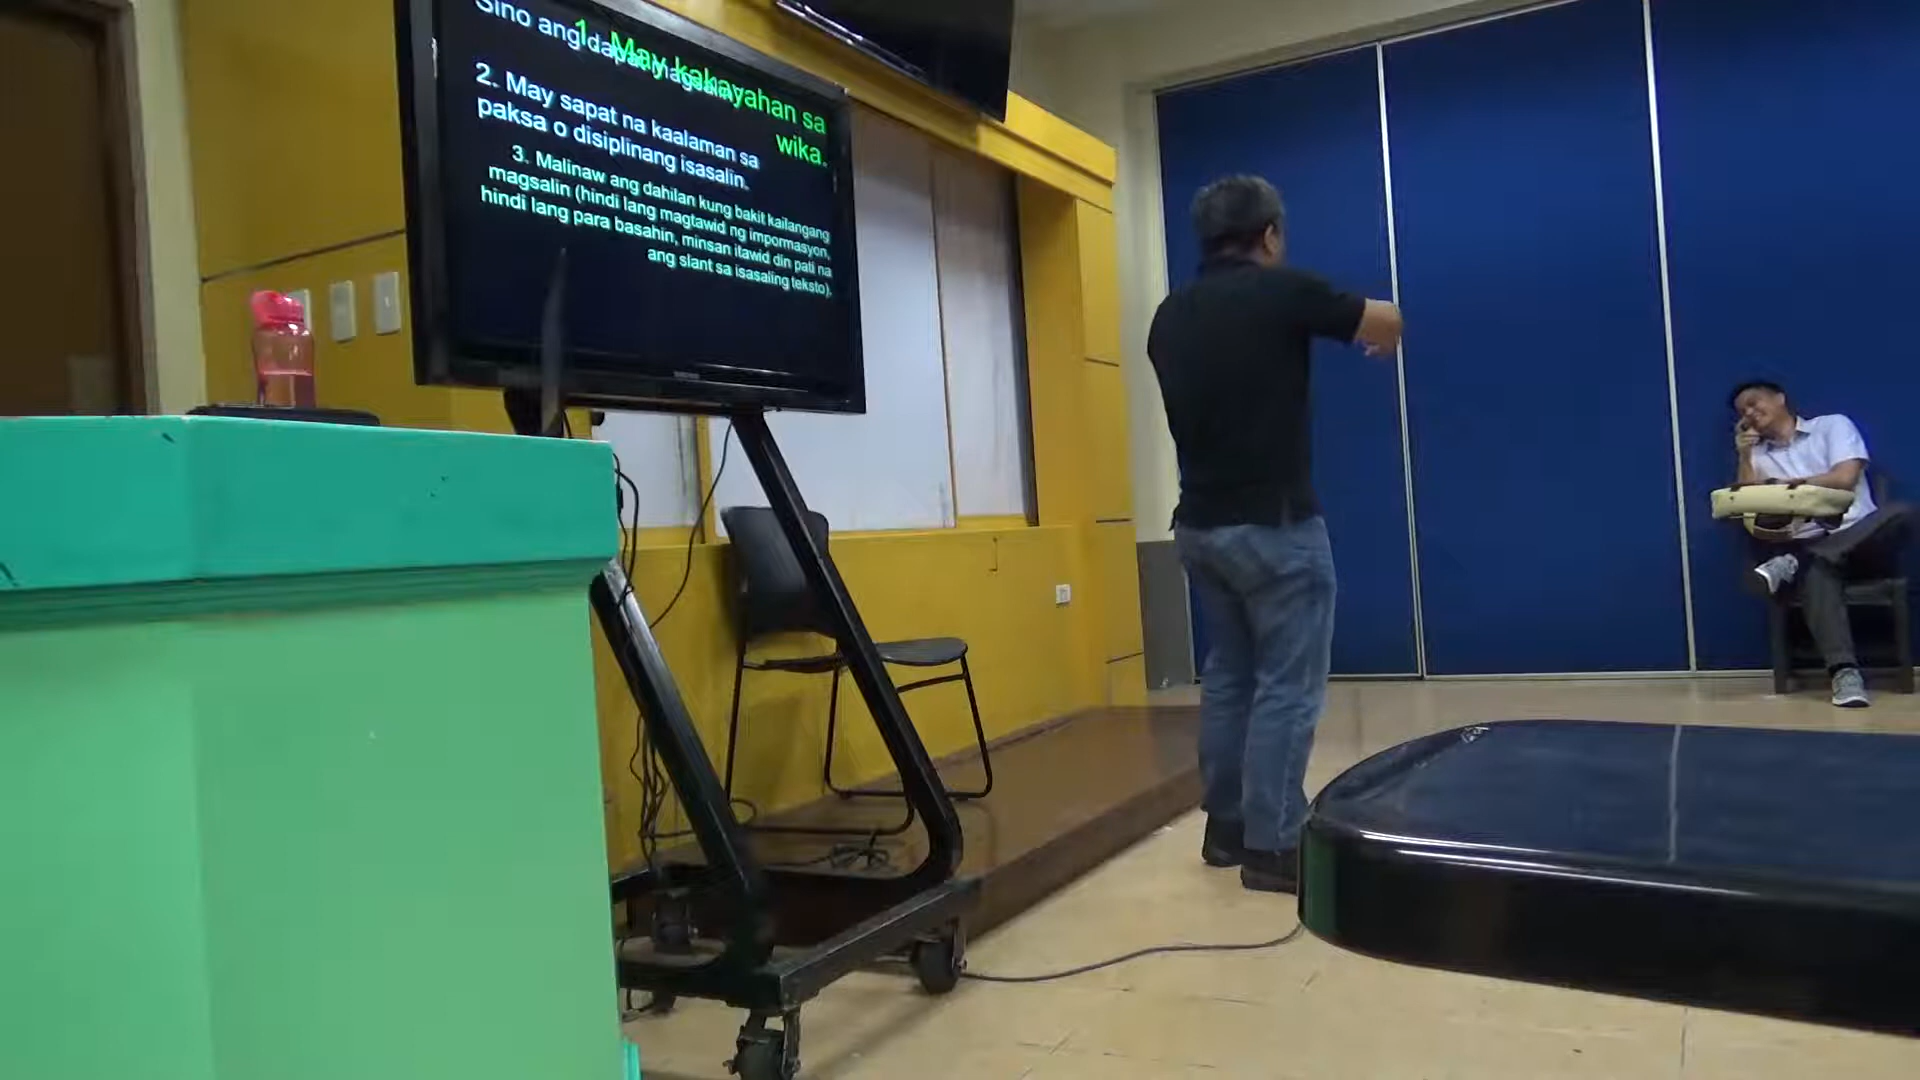 Sino ang dapat magsalin?
1. May kakayahan sa
wika.
2. May sapat na kaalaman sa
paksa o disiplinang isasalin.
3. Malinaw ang dahilan kung bakit kailangang
magsalin (hindi lang magtawid ng impormasyon,
hindi lang para basahin, minsan itawid din pati na
ang slant sa isasaling teksto).